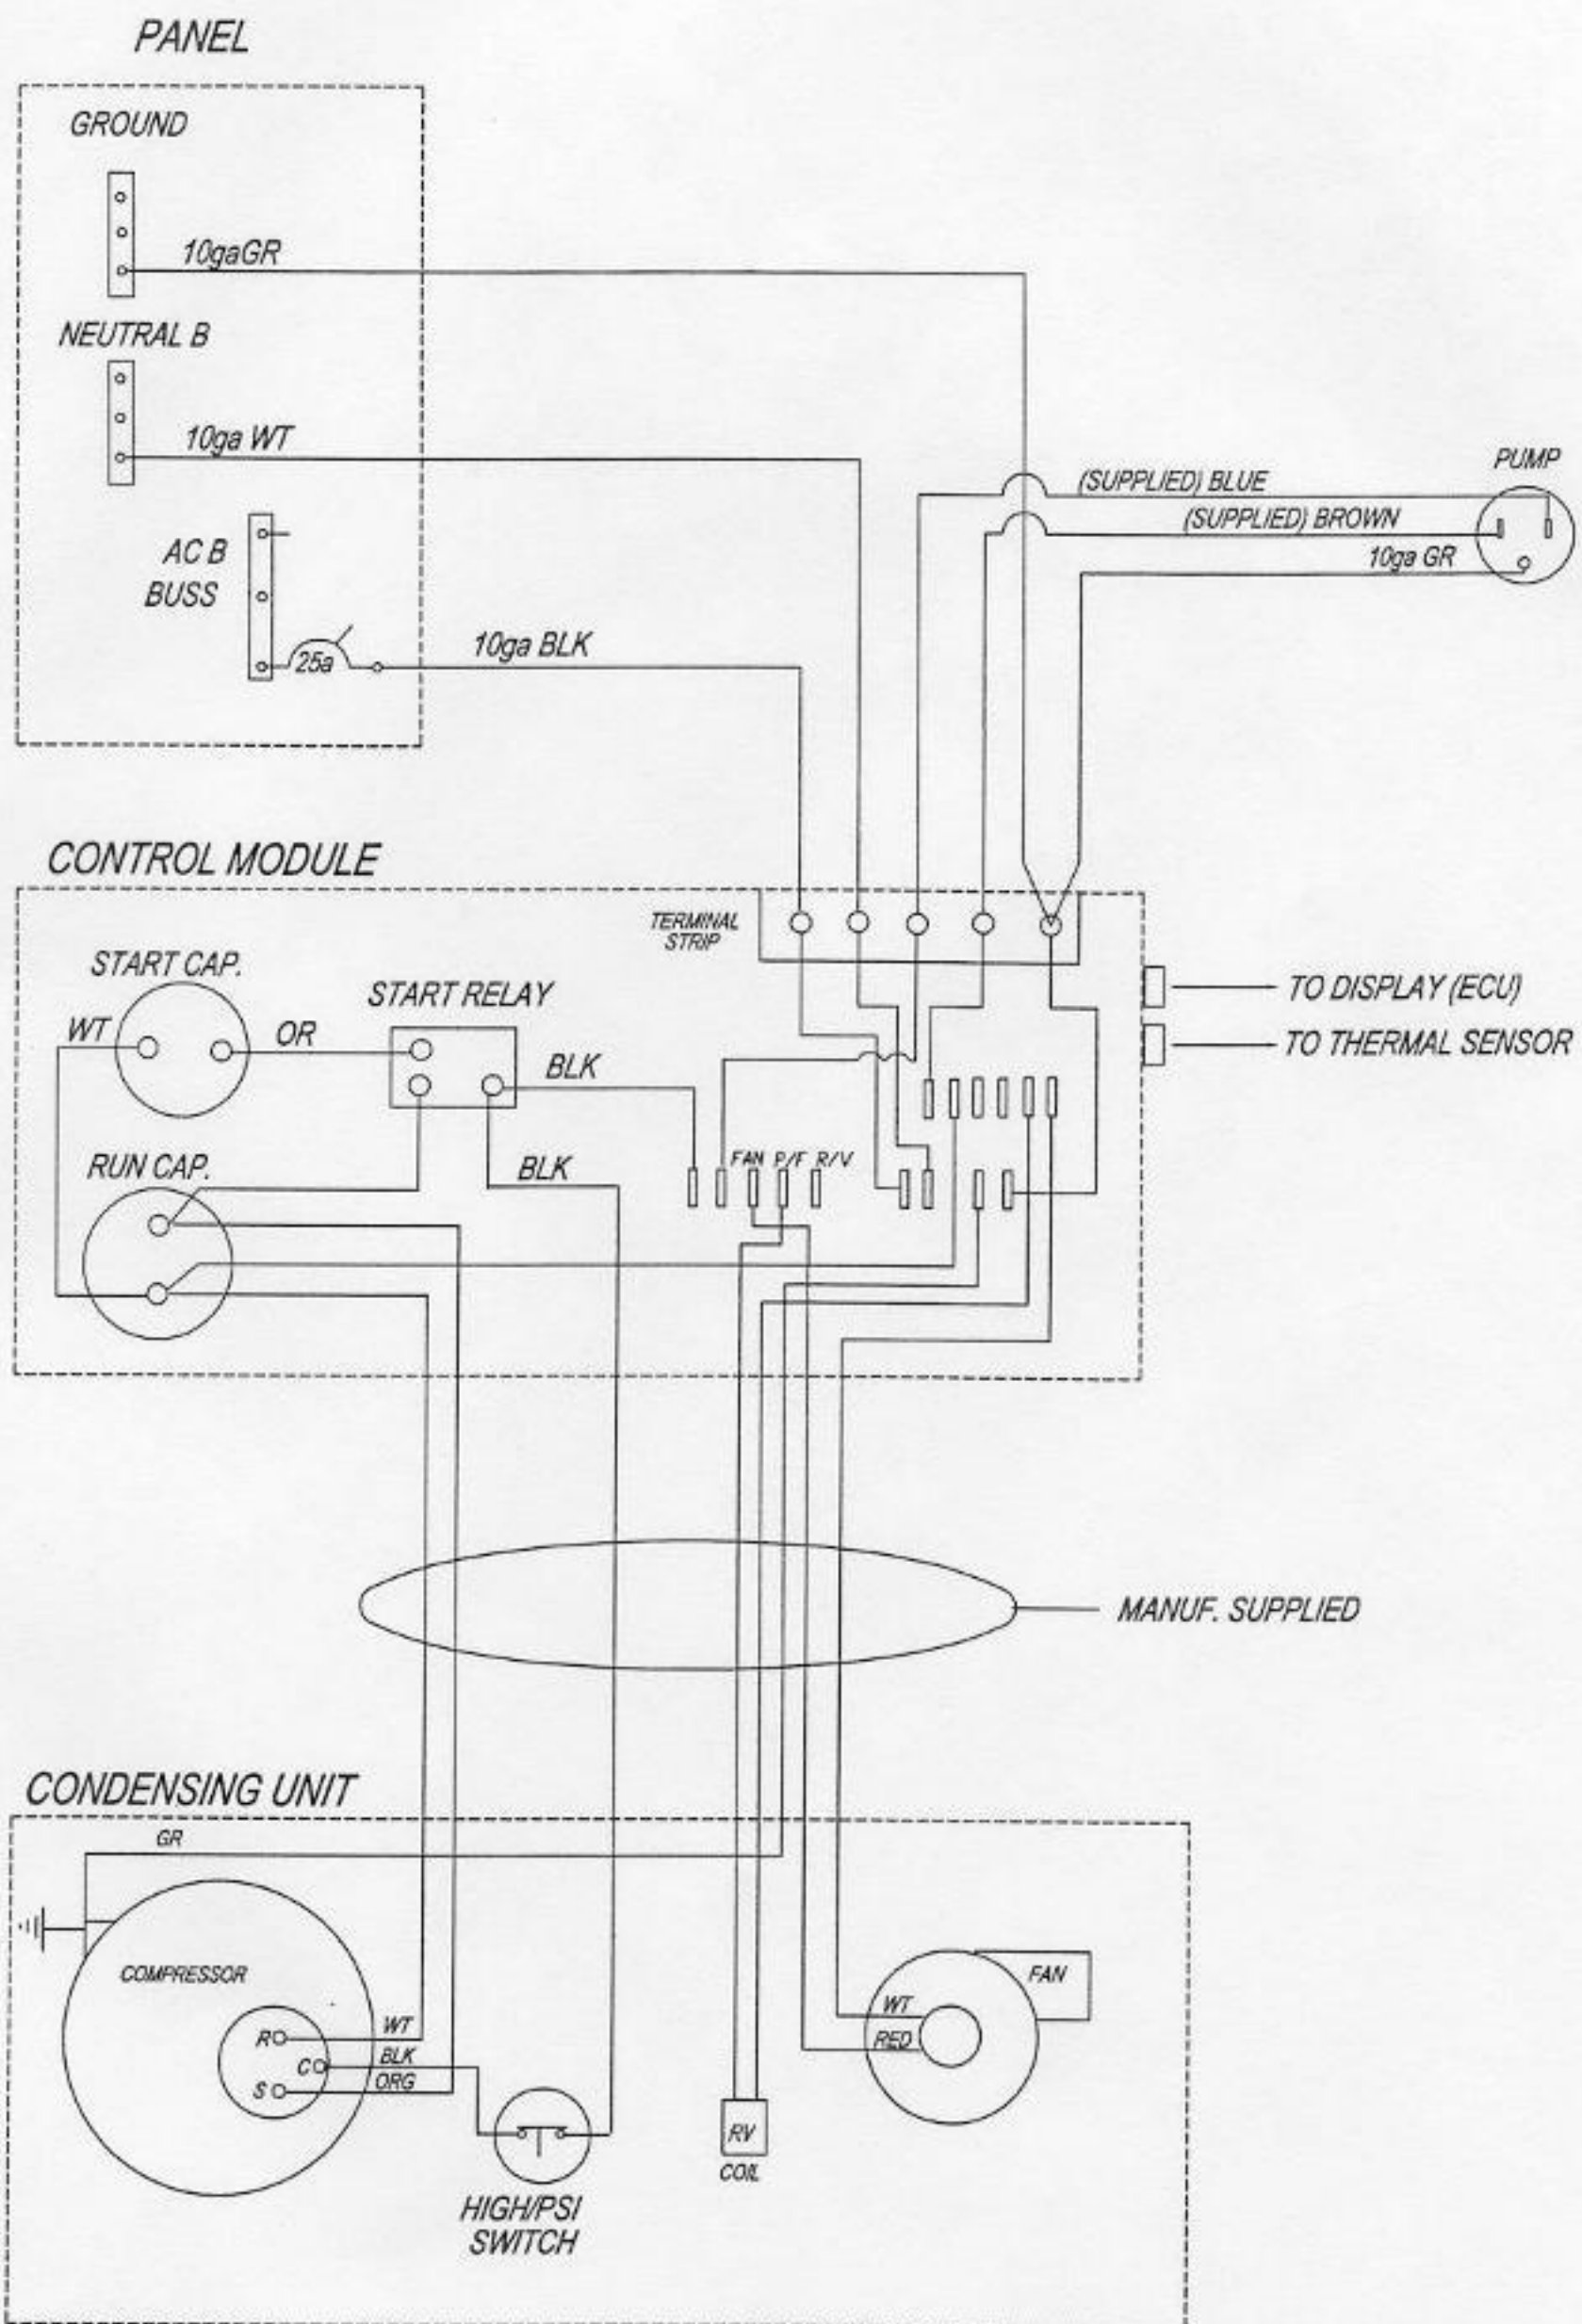 PANEL
GROUND
10gaGR
NEUTRAL B
10ga WT
AC B
BUSS
25a
10ga BLK
PUMP
(SUPPLIED) BLUE
(SUPPLIED) BROWN
10ga GR
CONTROL MODULE
TERMINAL
STRIP
START CAP.
WT
OR
START RELAY
BLK
TO DISPLAY (ECU)
TO THERMAL SENSOR
RUN CAP.
BLK
FAN P/F R/V
MANUF. SUPPLIED
CONDENSING UNIT
GR
COMPRESSOR
R
WT
C
BLK
S
ORG
HIGH/PSI
SWITCH
RV
COIL
FAN
WT
RED